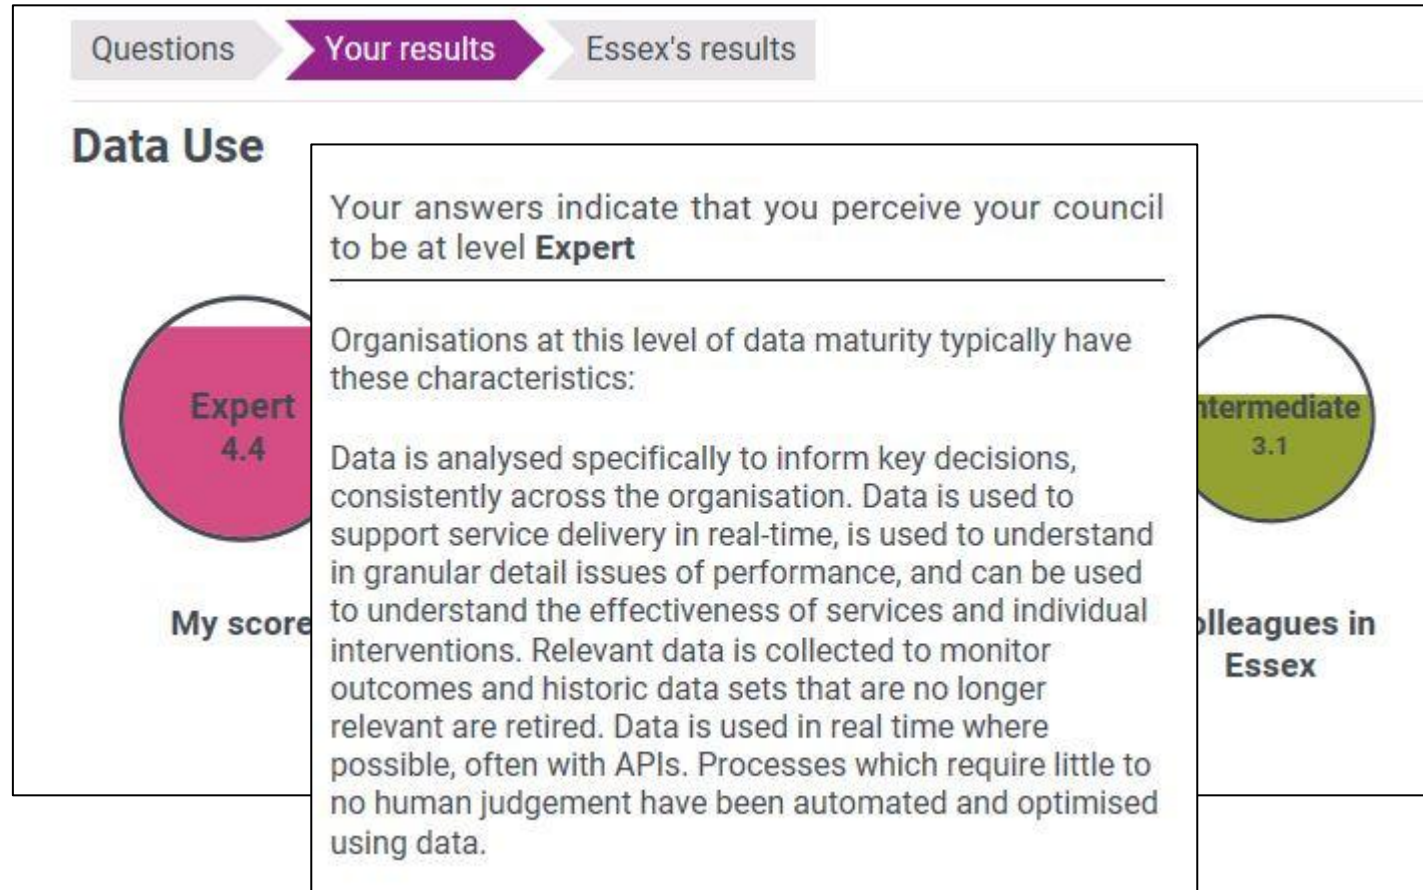 Questions
Your results
Essex's results
Data Use
Your answers indicate that you perceive your council
to be at level Expert
Organisations at this level of data maturity typically have
these characteristics:
Data is analysed specifically to inform key decisions,
consistently across the organisation. Data is used to
support service delivery in real-time, is used to understand
in granular detail issues of performance, and can be used
to understand the effectiveness of services and individual
interventions. Relevant data is collected to monitor
outcomes and historic data sets that are no longer
relevant are retired. Data is used in real time where
possible, often with APIs. Processes which require little to
no human judgement have been automated and optimised
using data.
Expert
4.4
My score
ntermediate
3.1
olleagues in
Essex